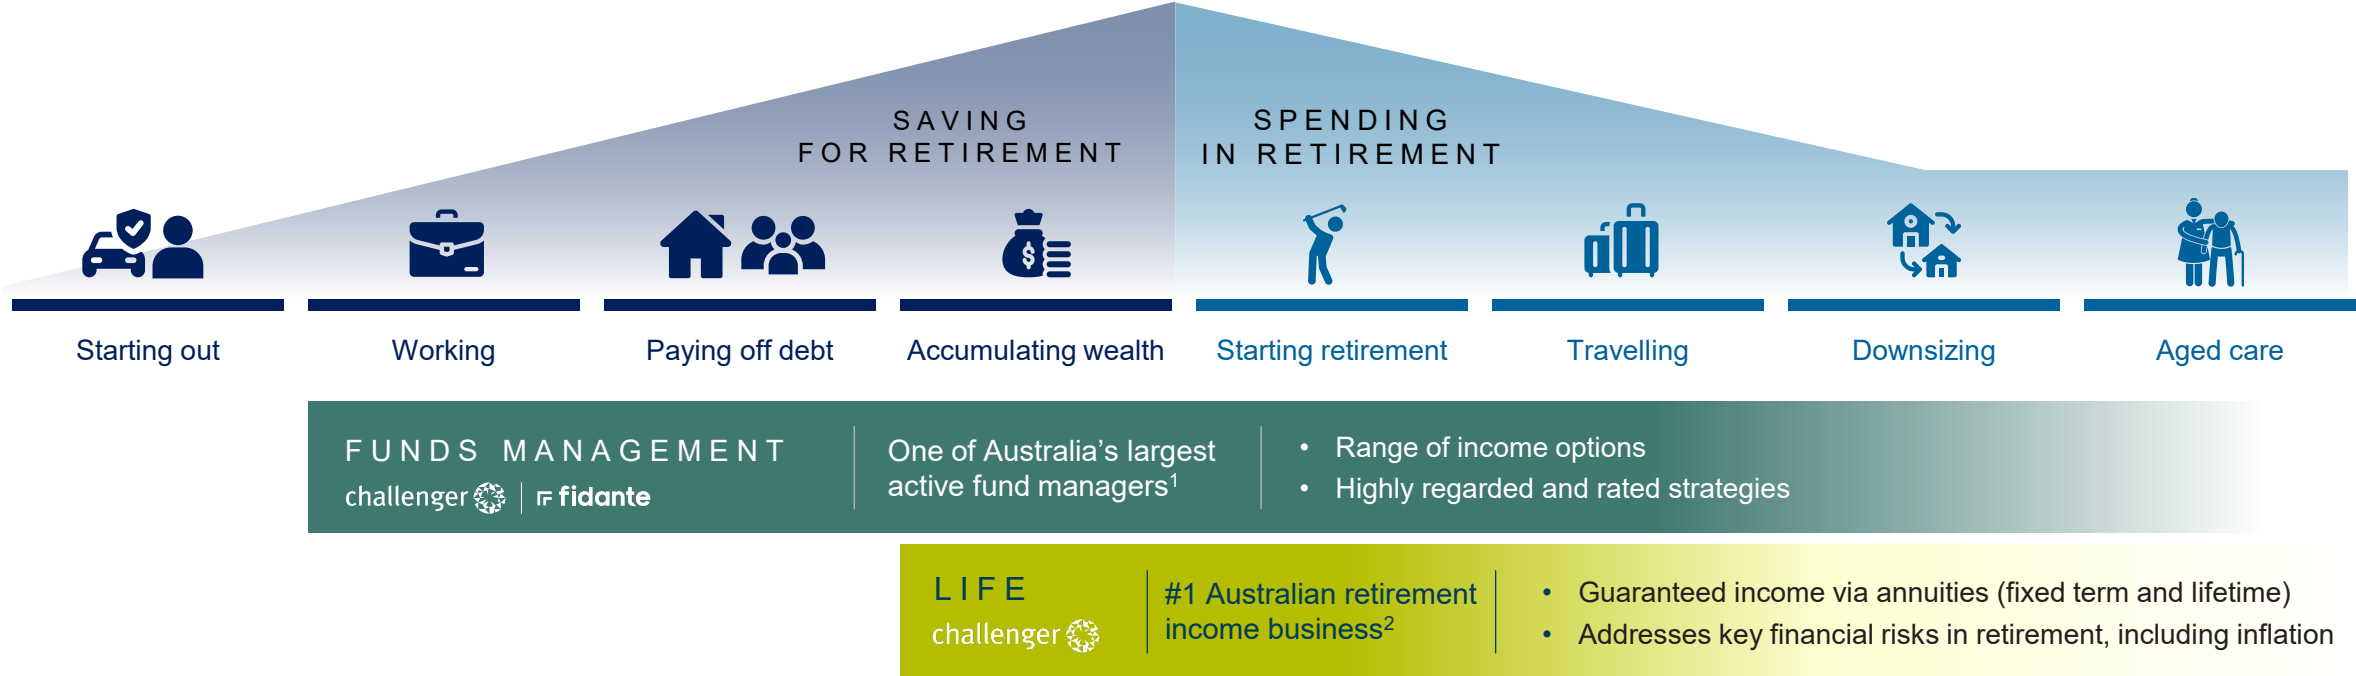 SAVING
FOR RETIREMENT
SPENDING
IN RETIREMENT
$
Starting out
Working
Paying off debt
Accumulating wealth
Starting retirement
Travelling
Downsizing
Aged care
FUNDS MANAGEMENT
challenger
fidante
One of Australia’s largest
active fund managers¹
• Range of income options
• Highly regarded and rated strategies
LIFE
challenger
#1 Australian retirement
income business²
• Guaranteed income via annuities (fixed term and lifetime)
• Addresses key financial risks in retirement, including inflation